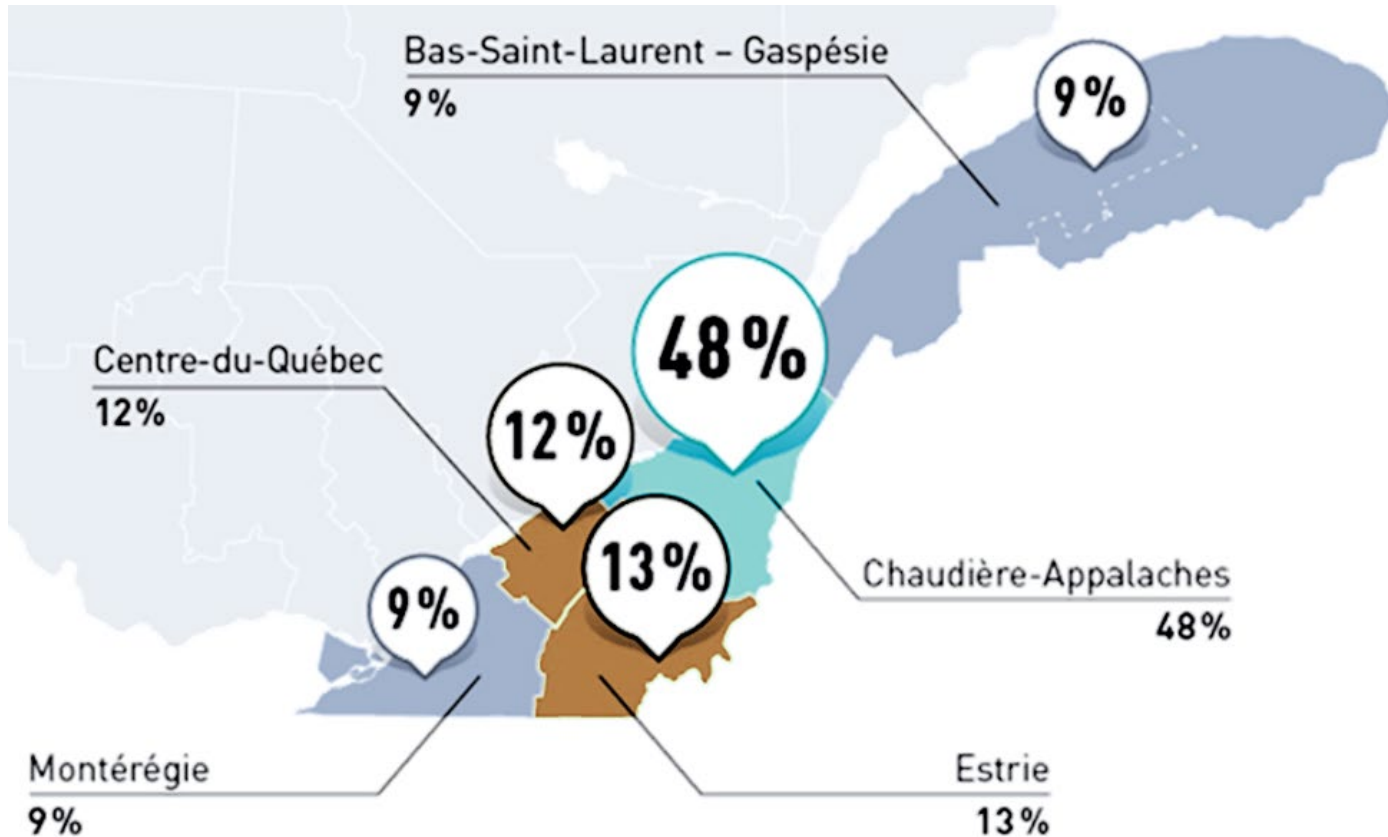 Bas-Saint-Laurent – Gaspésie
9%
9%
48%
Centre-du-Québec
12%
12%
13%
Chaudière-Appalaches
48%
9%
Montérégie
9%
Estrie
13%